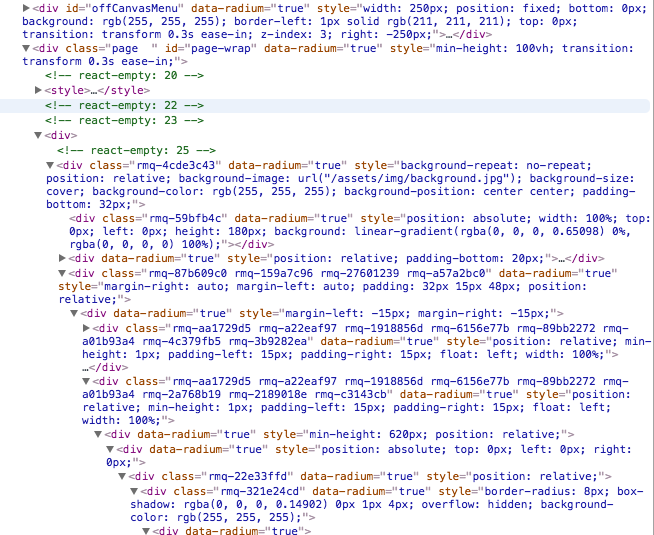 ▶<div id="offCanvasMenu" data-radium="true" style="width: 250px; position: fixed; bottom: 0px;
background: rgb(255, 255, 255); border-left: 1px solid rgb(211, 211, 211); top: 0px;
transition: transform 0.3s ease-in; z-index: 3; right: -250px;">…</div>
▼<div class="page  " id="page-wrap" data-radium="true" style="min-height: 100vh; transition:
transform 0.3s ease-in;">
<!-- react-empty: 20 -->
▶<style>…</style>
<!-- react-empty: 22 -->
<!-- react-empty: 23 -->
▼<div>
<!-- react-empty: 25 -->
▼<div class="rmq-4cde3c43" data-radium="true" style="background-repeat: no-repeat;
position: relative; background-image: url("/assets/img/background.jpg"); background-size:
cover; background-color: rgb(255, 255, 255); background-position: center center; padding-
bottom: 32px;">
<div class="rmq-59bfb4c" data-radium="true" style="position: absolute; width: 100%; top:
0px; left: 0px; height: 180px; background: linear-gradient(rgba(0, 0, 0, 0.65098) 0%,
rgba(0, 0, 0, 0) 100%);"></div>
▶<div data-radium="true" style="position: relative; padding-bottom: 20px;">…</div>
▼<div class="rmq-87b609c0 rmq-159a7c96 rmq-27601239 rmq-a57a2bc0" data-radium="true"
style="margin-right: auto; margin-left: auto; padding: 32px 15px 48px; position:
relative;">
▼<div data-radium="true" style="margin-left: -15px; margin-right: -15px;">
▶<div class="rmq-aa1729d5 rmq-a22eaf97 rmq-1918856d rmq-6156e77b rmq-89bb2272 rmq-
a01b93a4 rmq-4c379fb5 rmq-3b9282ea" data-radium="true" style="position: relative; min-
height: 1px; padding-left: 15px; padding-right: 15px; float: left; width: 100%;">
…</div>
▼<div class="rmq-aa1729d5 rmq-a22eaf97 rmq-1918856d rmq-6156e77b rmq-89bb2272 rmq-
a01b93a4 rmq-2a768b19 rmq-2189018e rmq-c3143cb" data-radium="true" style="position:
relative; min-height: 1px; padding-left: 15px; padding-right: 15px; float: left;
width: 100%;">
▼<div data-radium="true" style="min-height: 620px; position: relative;">
▼<div data-radium="true" style="position: absolute; top: 0px; left: 0px; right:
0px;">
▼<div class="rmq-22e33ffd" data-radium="true" style="position: relative;">
▼<div class="rmq-321e24cd" data-radium="true" style="border-radius: 8px; box-
shadow: rgba(0, 0, 0, 0.14902) 0px 1px 4px; overflow: hidden; background-
color: rgb(255, 255, 255);">
▼<div data-radium="true">